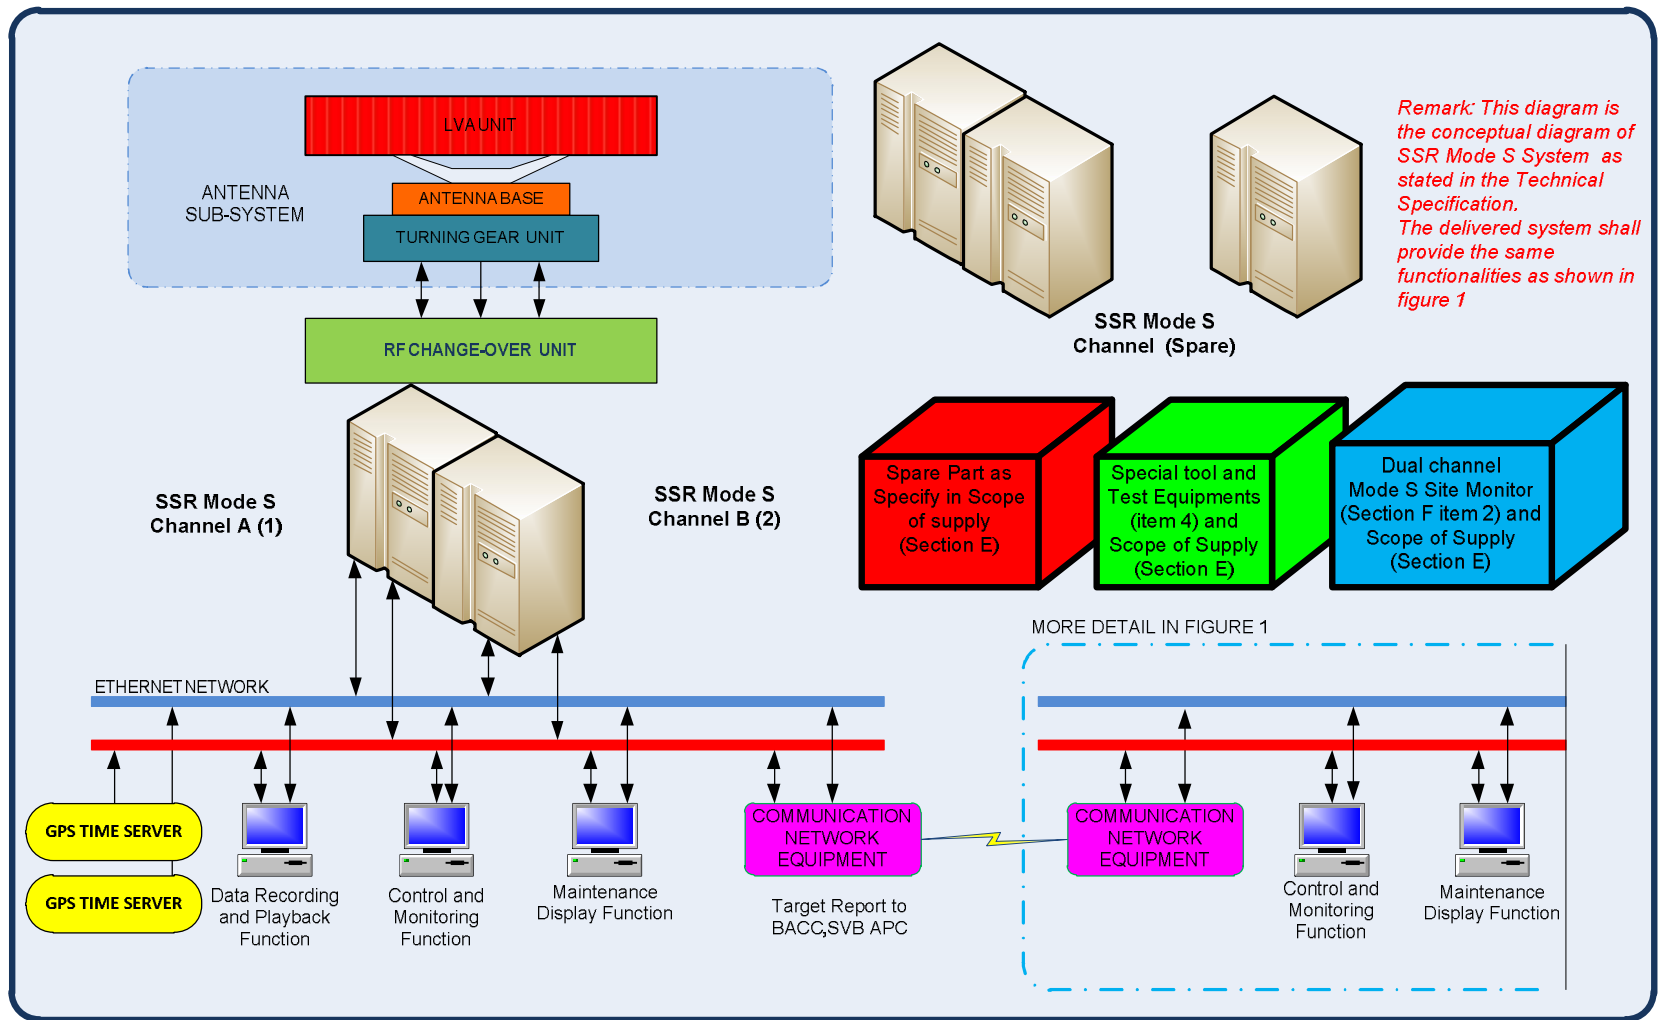 LVA UNIT
ANTENNA
SUB-SYSTEM
ANTENNA BASE
TURNING GEAR UNIT
RF CHANGE-OVER UNIT
SSR Mode S
Channel (Spare)
Remark: This diagram is
the conceptual diagram of
SSR Mode S System as
stated in the Technical
Specification.
The delivered system shall
provide the same
functionalities as shown in
figure 1
SSR Mode S
Channel A (1)
SSR Mode S
Channel B (2)
Spare Part as
Specify in Scope
of supply
(Section E)
Special tool and
Test Equipments
(item 4) and
Scope of Supply
(Section E)
Dual channel
Mode S Site Monitor
(Section F item 2) and
Scope of Supply
(Section E)
MORE DETAIL IN FIGURE 1
ETHERNET NETWORK
GPS TIME SERVER
GPS TIME SERVER
Data Recording
and Playback
Function
Control and
Monitoring
Function
Maintenance
Display Function
COMMUNICATION
NETWORK
EQUIPMENT
Target Report to
BACC,SVB APC
COMMUNICATION
NETWORK
EQUIPMENT
Control and
Monitoring
Function
Maintenance
Display Function